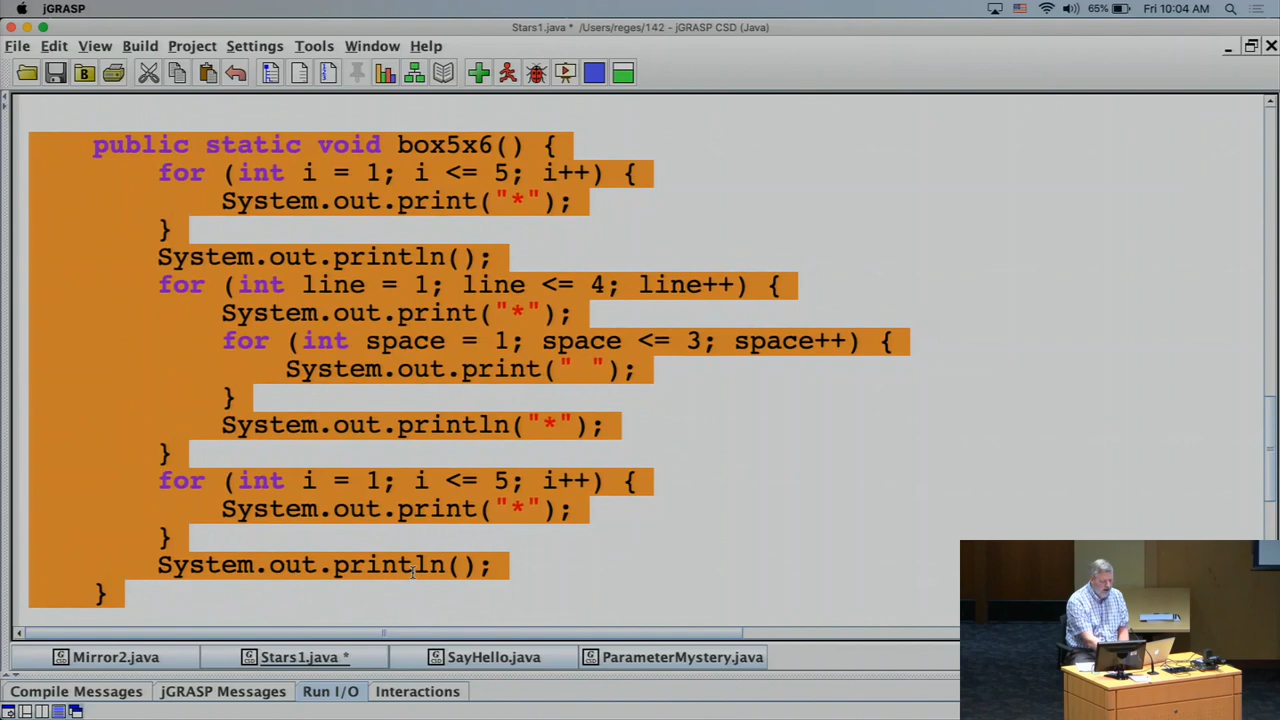 jGRASP
65%
Fri 10:04 AM
Stars1.java * /Users/reges/142 - jGRASP CSD (Java)
File Edit View Build Project Settings Tools Window Help
B
public static void box5x6() {
for (int i = 1; i <= 5; i++) {
System.out.print("*");
}
System.out.println();
for (int line = 1; line <= 4; line++) {
System.out.print("*");
for (int space = 1; space <= 3; space++) {
System.out.print(" ");
}
System.out.println("*");
}
for (int i = 1; i <= 5; i++) {
System.out.print("*");
}
System.out.println();
}
Mirror2.java Stars1.java * SayHello.java ParameterMystery.java
Compile Messages jGRASP Messages Run I/O Interactions